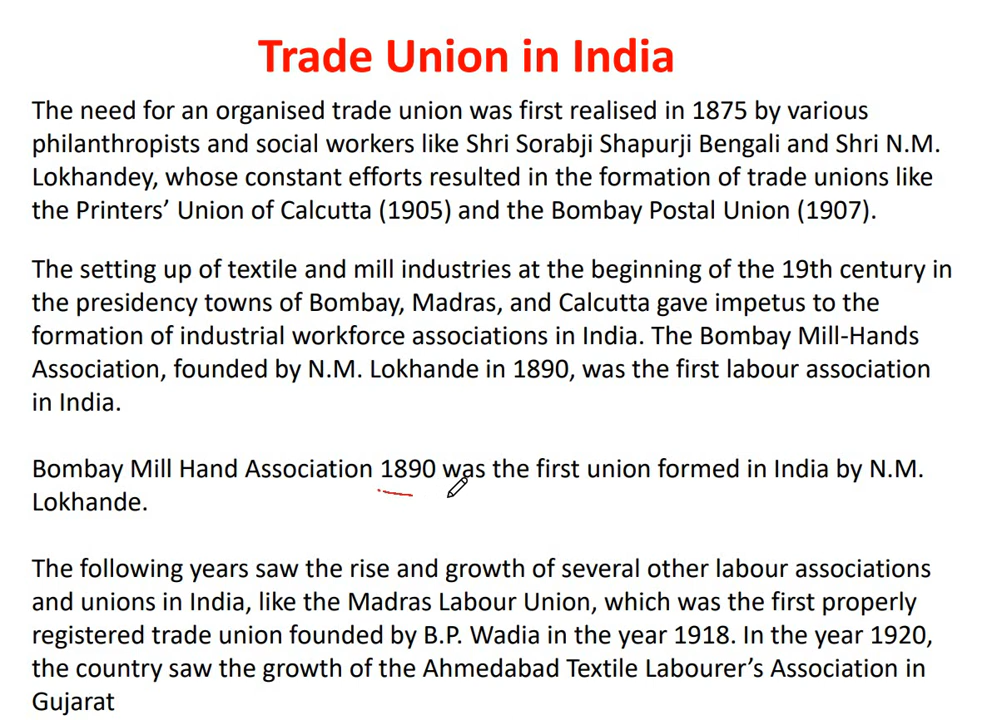 Trade Union in India
The need for an organised trade union was first realised in 1875 by various
philanthropists and social workers like Shri Sorabji Shapurji Bengali and Shri N.M.
Lokhandey, whose constant efforts resulted in the formation of trade unions like
the Printers’ Union of Calcutta (1905) and the Bombay Postal Union (1907).
The setting up of textile and mill industries at the beginning of the 19th century in
the presidency towns of Bombay, Madras, and Calcutta gave impetus to the
formation of industrial workforce associations in India. The Bombay Mill-Hands
Association, founded by N.M. Lokhande in 1890, was the first labour association
in India.
Bombay Mill Hand Association 1890 was the first union formed in India by N.M.
Lokhande.
The following years saw the rise and growth of several other labour associations
and unions in India, like the Madras Labour Union, which was the first properly
registered trade union founded by B.P. Wadia in the year 1918. In the year 1920,
the country saw the growth of the Ahmedabad Textile Labourer’s Association in
Gujarat